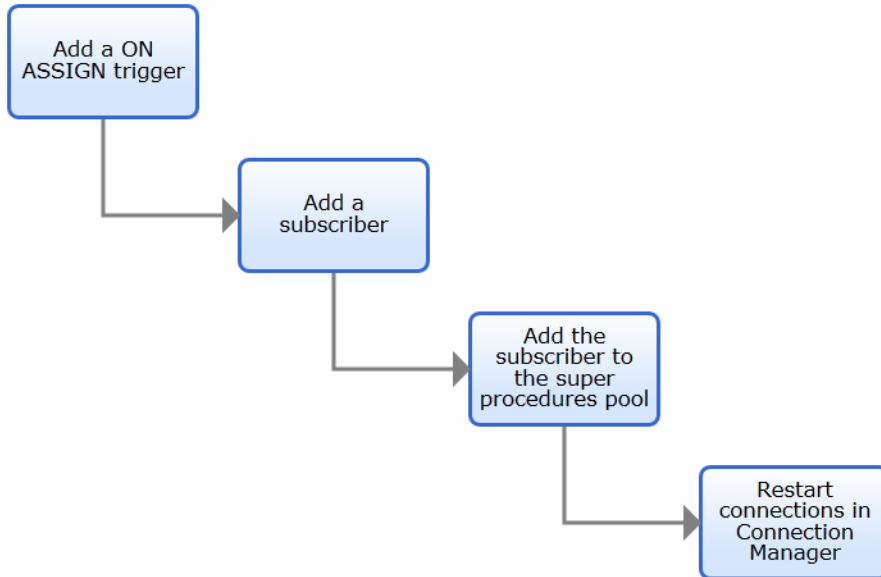 Add a ON
ASSIGN trigger
Add a
subscriber
Add the
subscriber to
the super
procedures pool
Restart
connections in
Connection
Manager